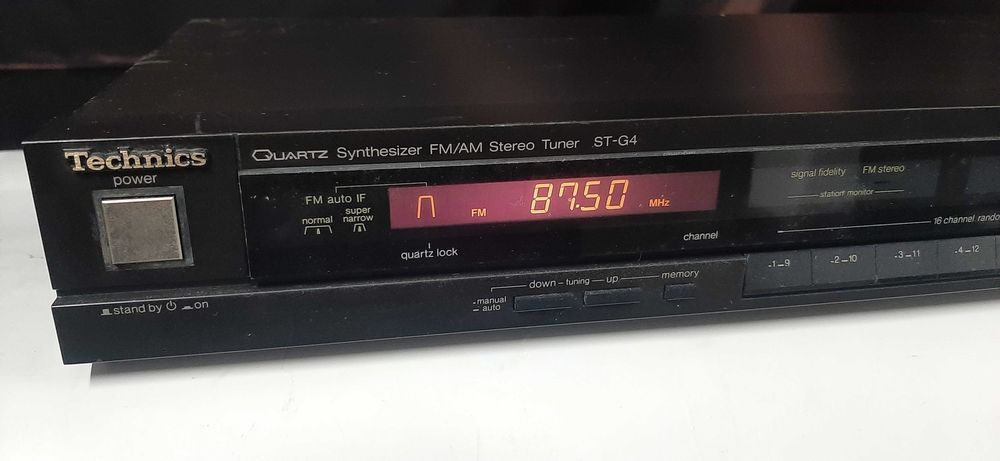 Technics
power
QUARTZ Synthesizer FM/AM Stereo Tuner ST-G4
FM auto IF
normal
super narrow
FM 87.50 MHz
quartz lock
signal fidelity FM stereo
station monitor
channel
16 channel rando
-1-9 -2-10 -3-11 -4-12
stand by on
down - tuning - up memory
- manual
- auto